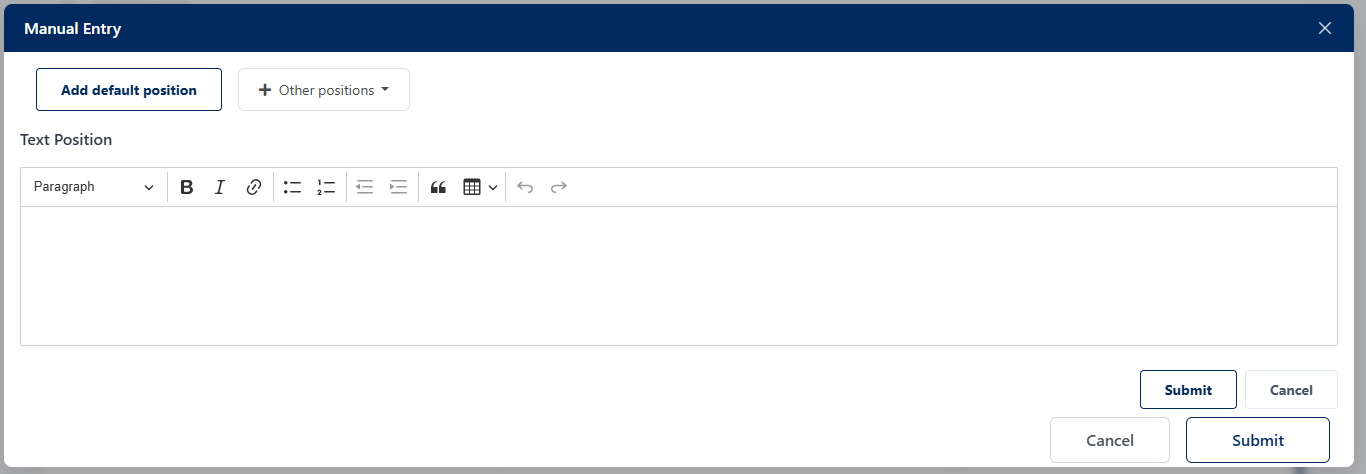 Manual Entry
Add default position
Other positions
Text Position
Paragraph
Submit Cancel
Cancel Submit